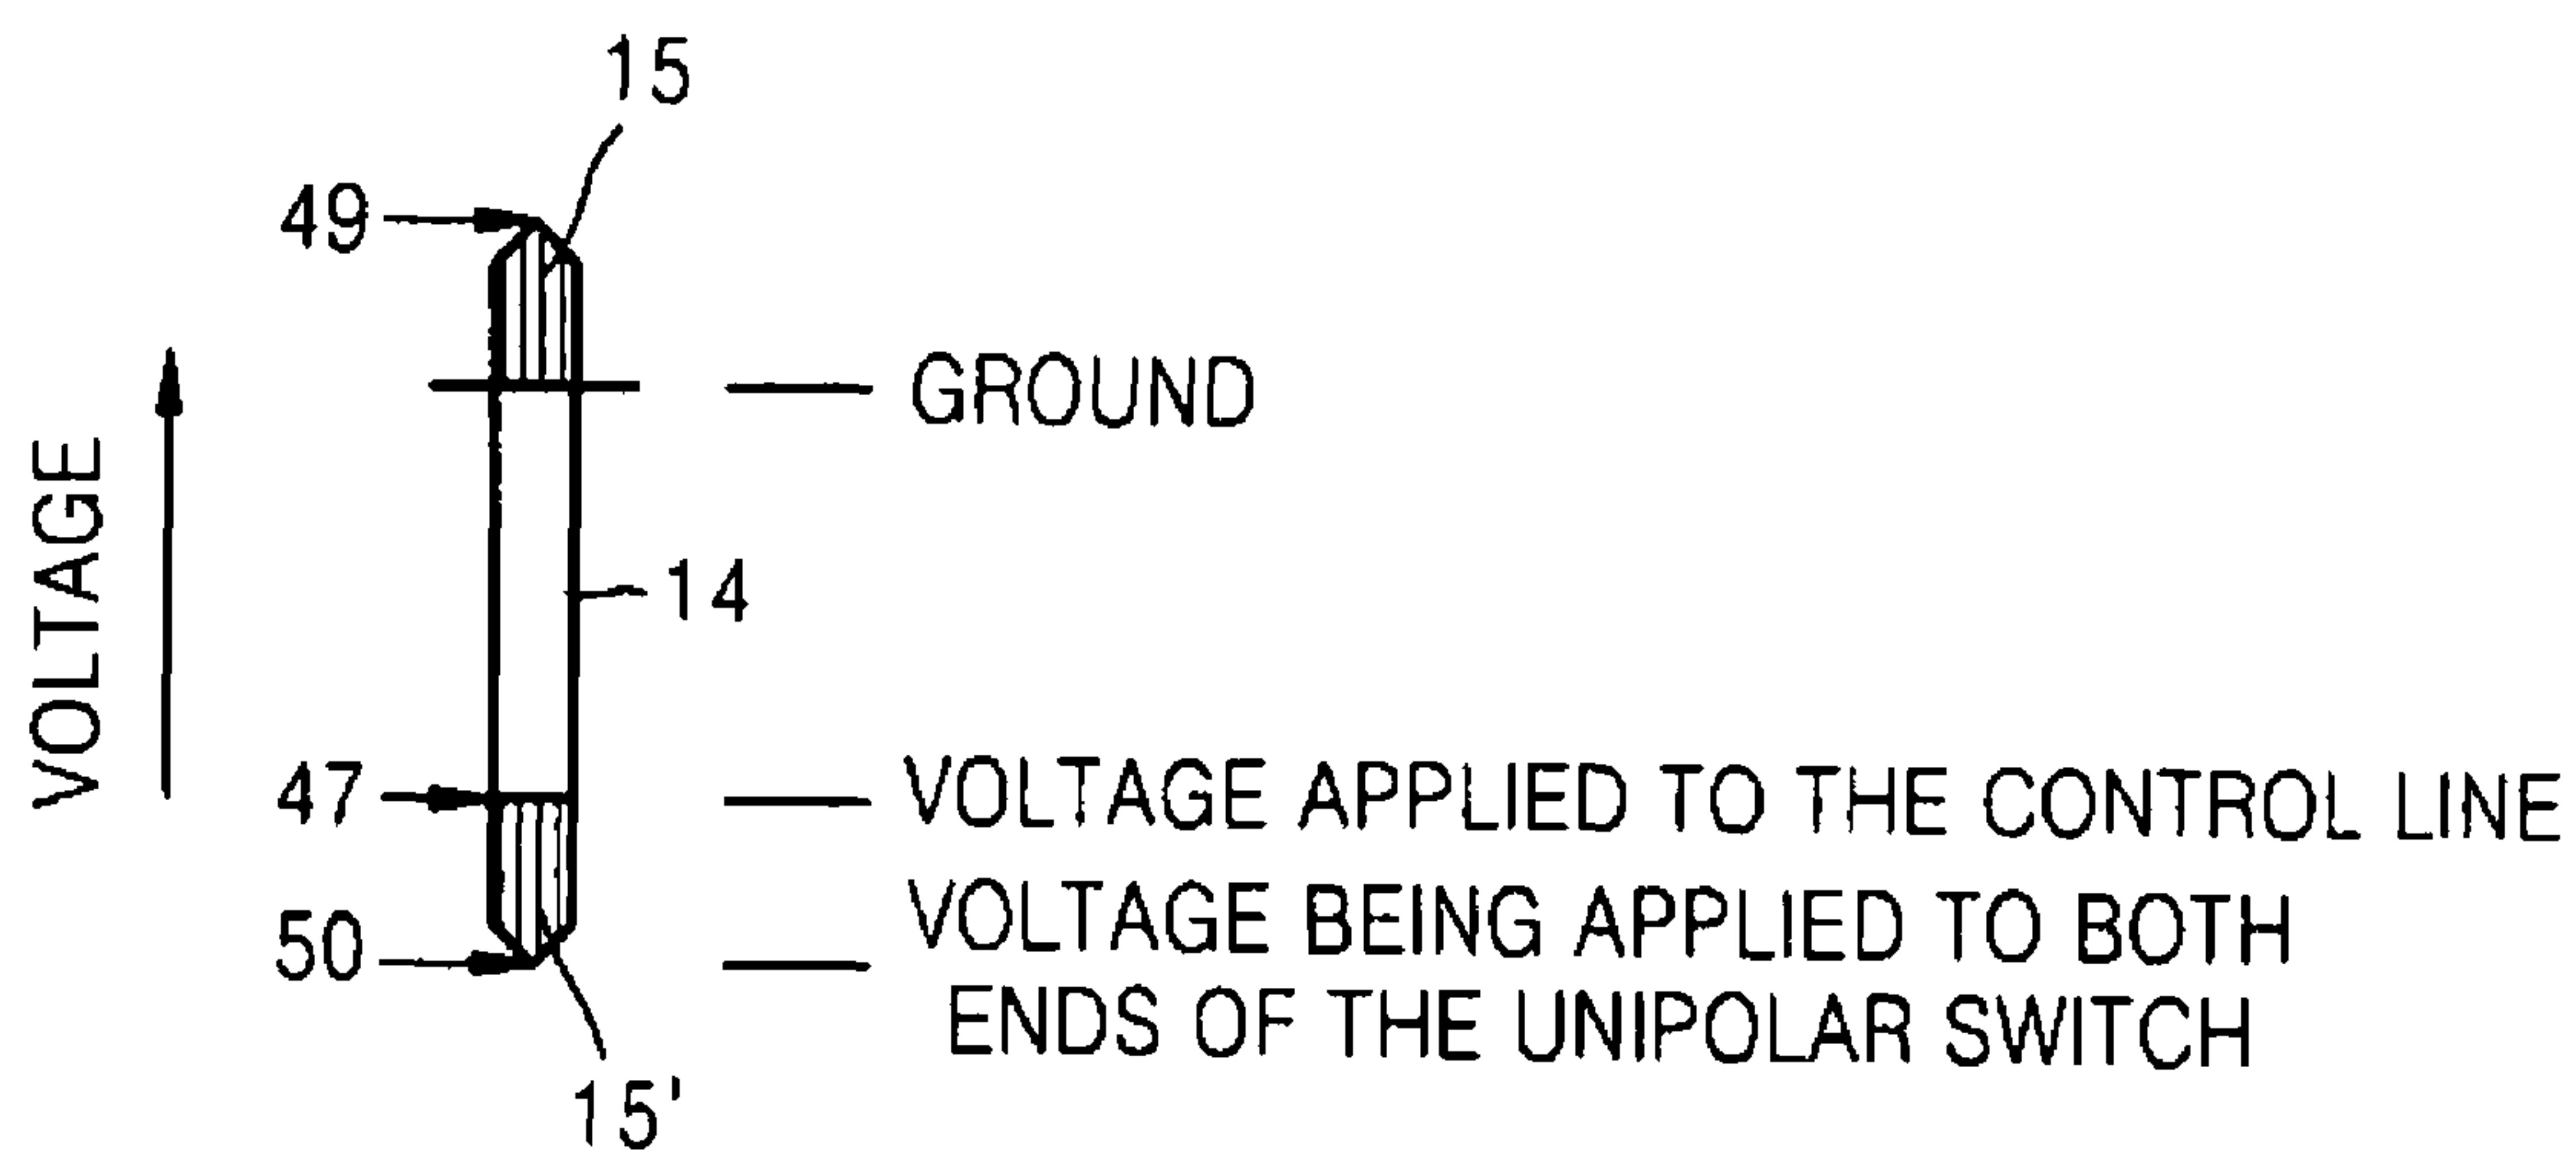 15
49
GROUND
VOLTAGE
14
47
VOLTAGE APPLIED TO THE CONTROL LINE
VOLTAGE BEING APPLIED TO BOTH
50
ENDS OF THE UNIPOLAR SWITCH
15'